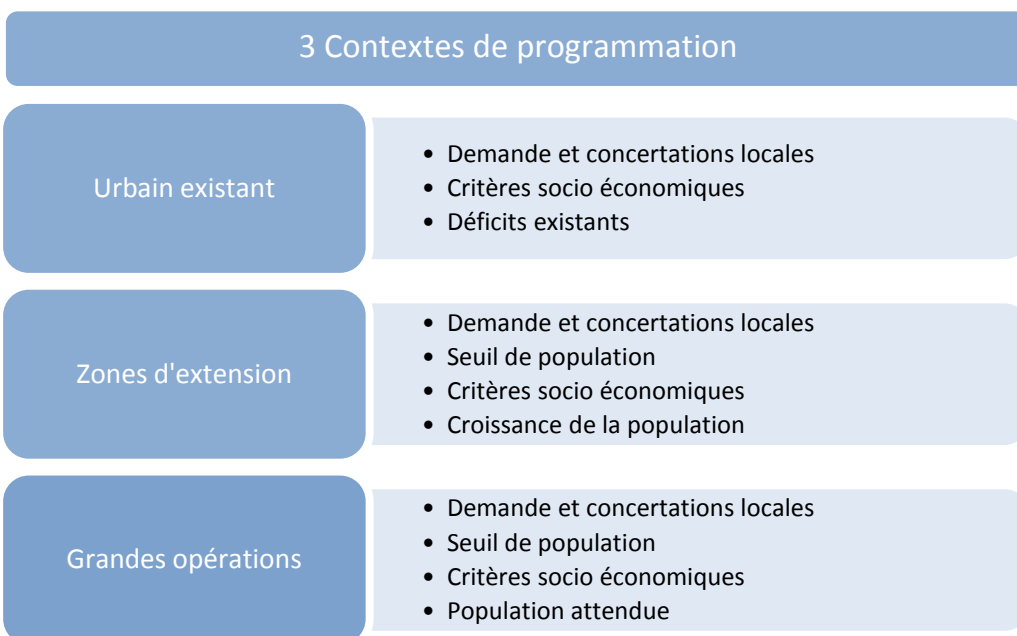 3 Contextes de programmation
Urbain existant
• Demande et concertations locales
• Critères socio économiques
• Déficits existants
Zones d'extension
• Demande et concertations locales
• Seuil de population
• Critères socio économiques
• Croissance de la population
Grandes opérations
• Demande et concertations locales
• Seuil de population
• Critères socio économiques
• Population attendue